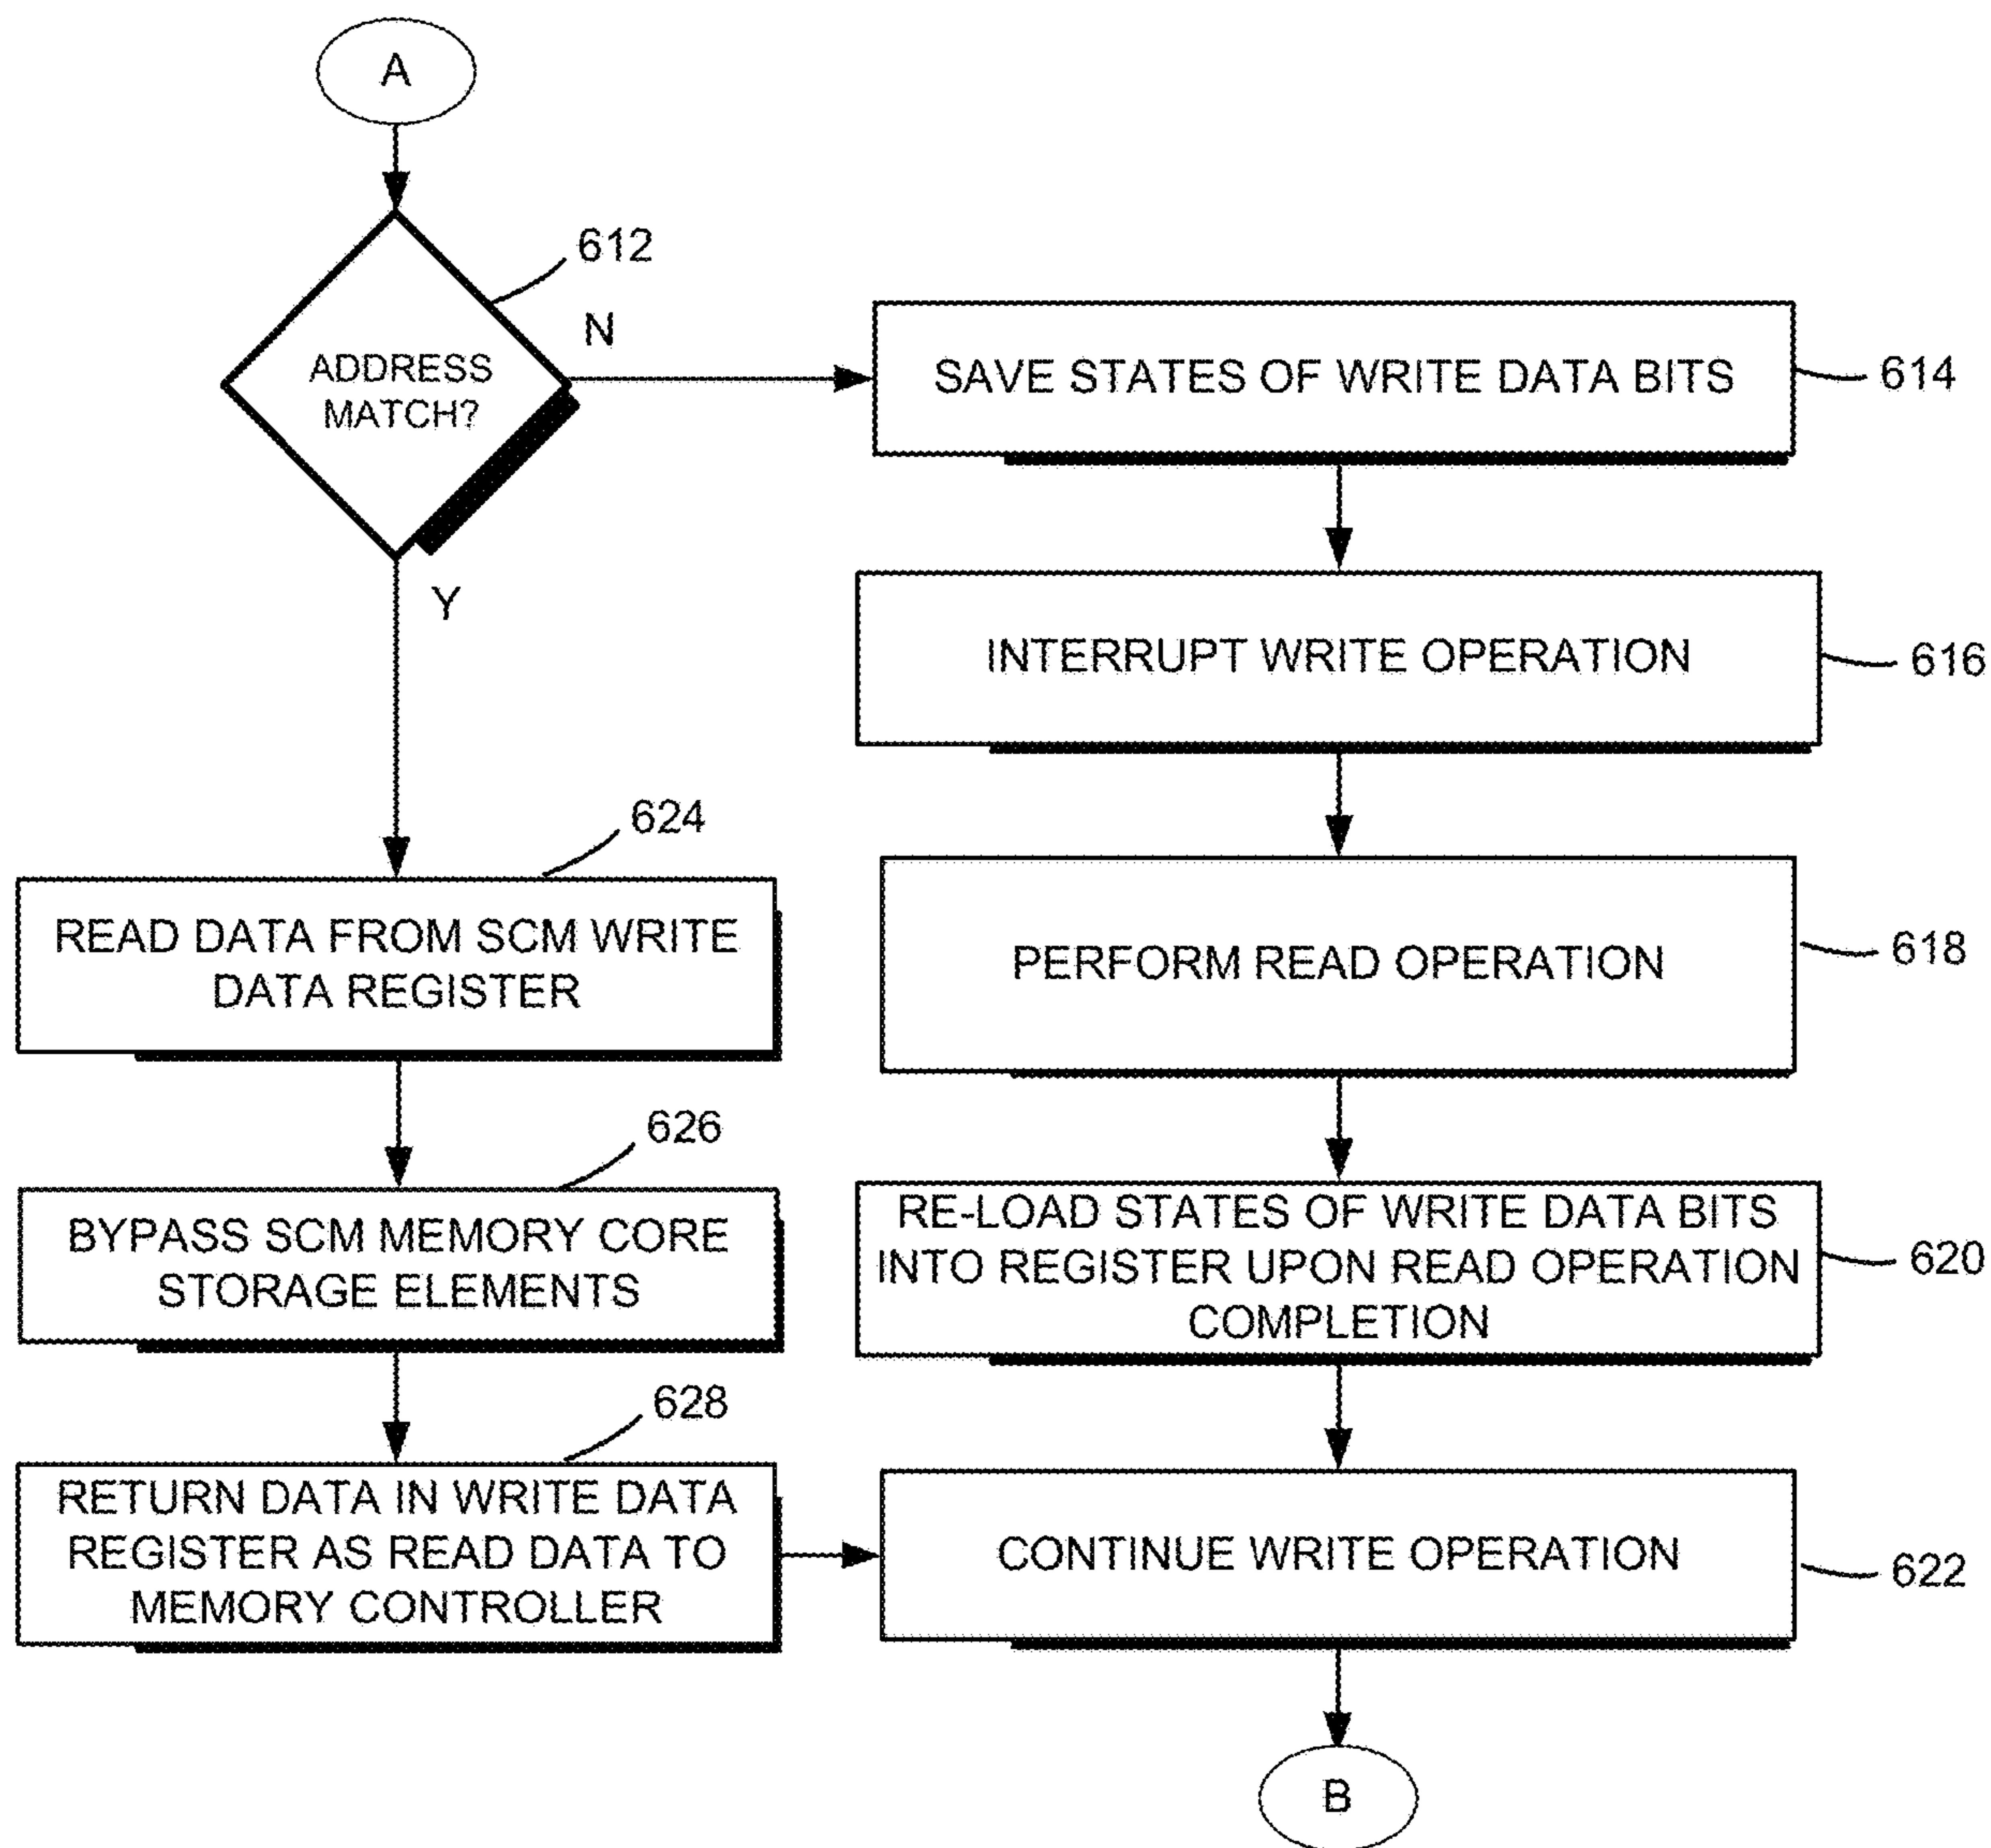 A
612
N
ADDRESS
MATCH?
Y
SAVE STATES OF WRITE DATA BITS
614
INTERRUPT WRITE OPERATION
616
624
READ DATA FROM SCM WRITE
DATA REGISTER
PERFORM READ OPERATION
618
626
BYPASS SCM MEMORY CORE
STORAGE ELEMENTS
RE-LOAD STATES OF WRITE DATA BITS
INTO REGISTER UPON READ OPERATION
COMPLETION
620
628
RETURN DATA IN WRITE DATA
REGISTER AS READ DATA TO
MEMORY CONTROLLER
CONTINUE WRITE OPERATION
622
B